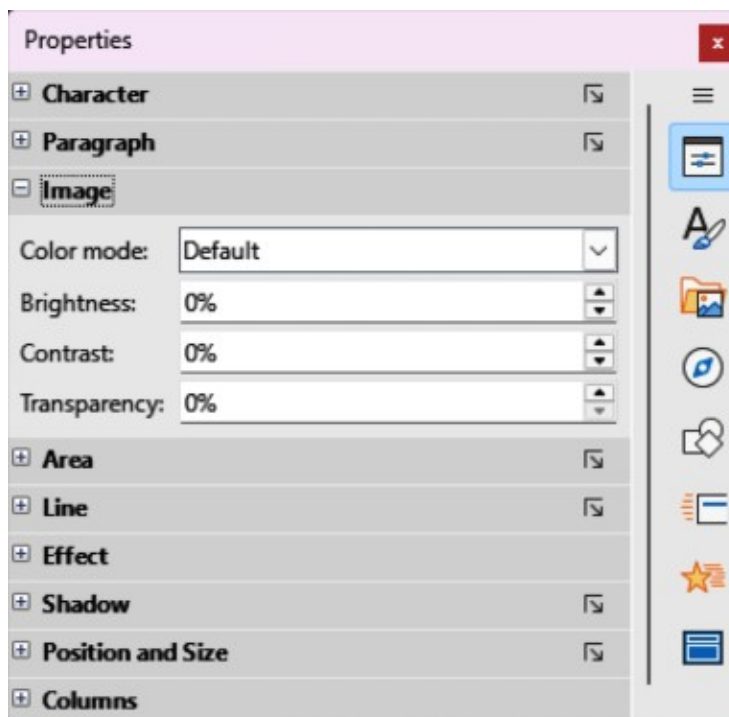 Properties
Character
Paragraph
Image
Color mode: Default
Brightness: 0%
Contrast: 0%
Transparency: 0%
Area
Line
Effect
Shadow
Position and Size
Columns